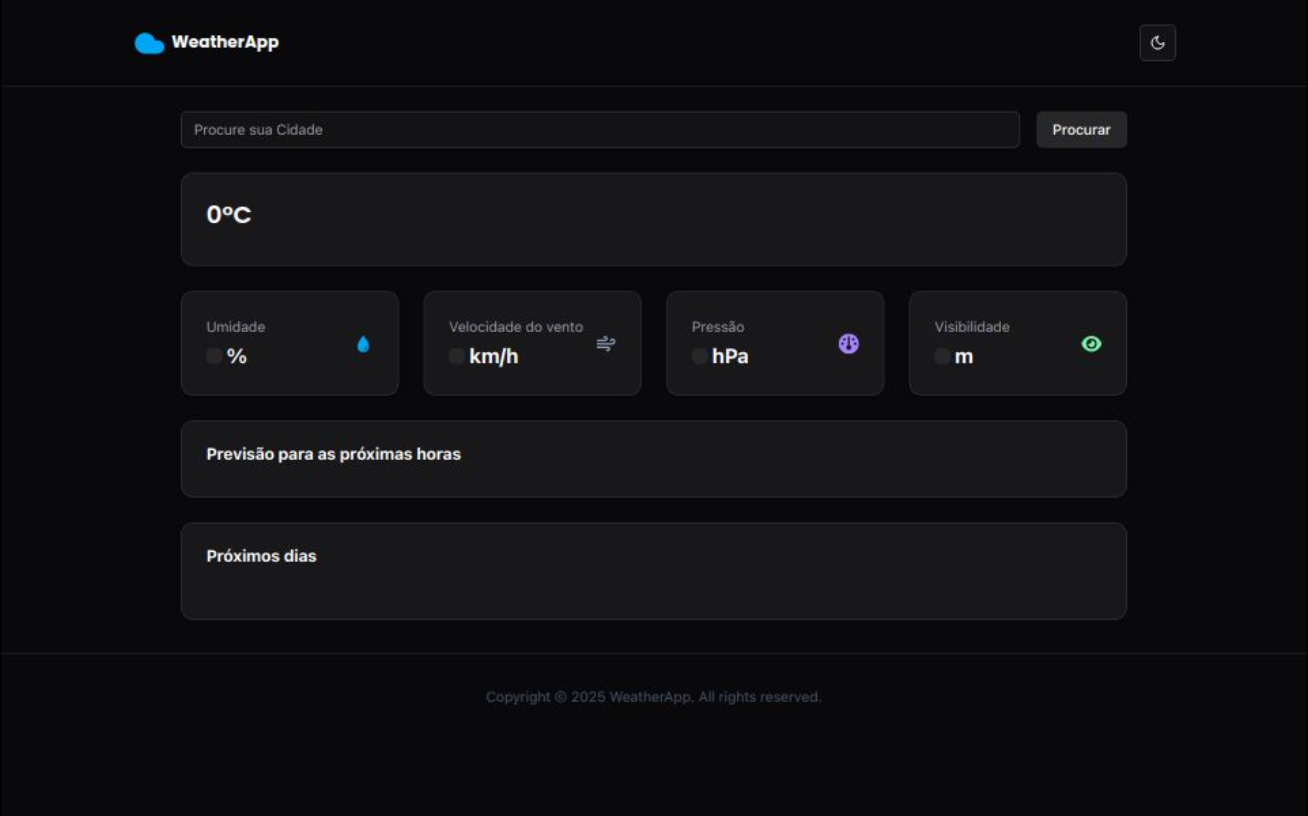 WeatherApp
Procure sua Cidade
Procurar
0°C
Umidade
%
Velocidade do vento
km/h
Pressão
hPa
Visibilidade
m
Previsão para as próximas horas
Próximos dias
Copyright © 2025 WeatherApp. All rights reserved.